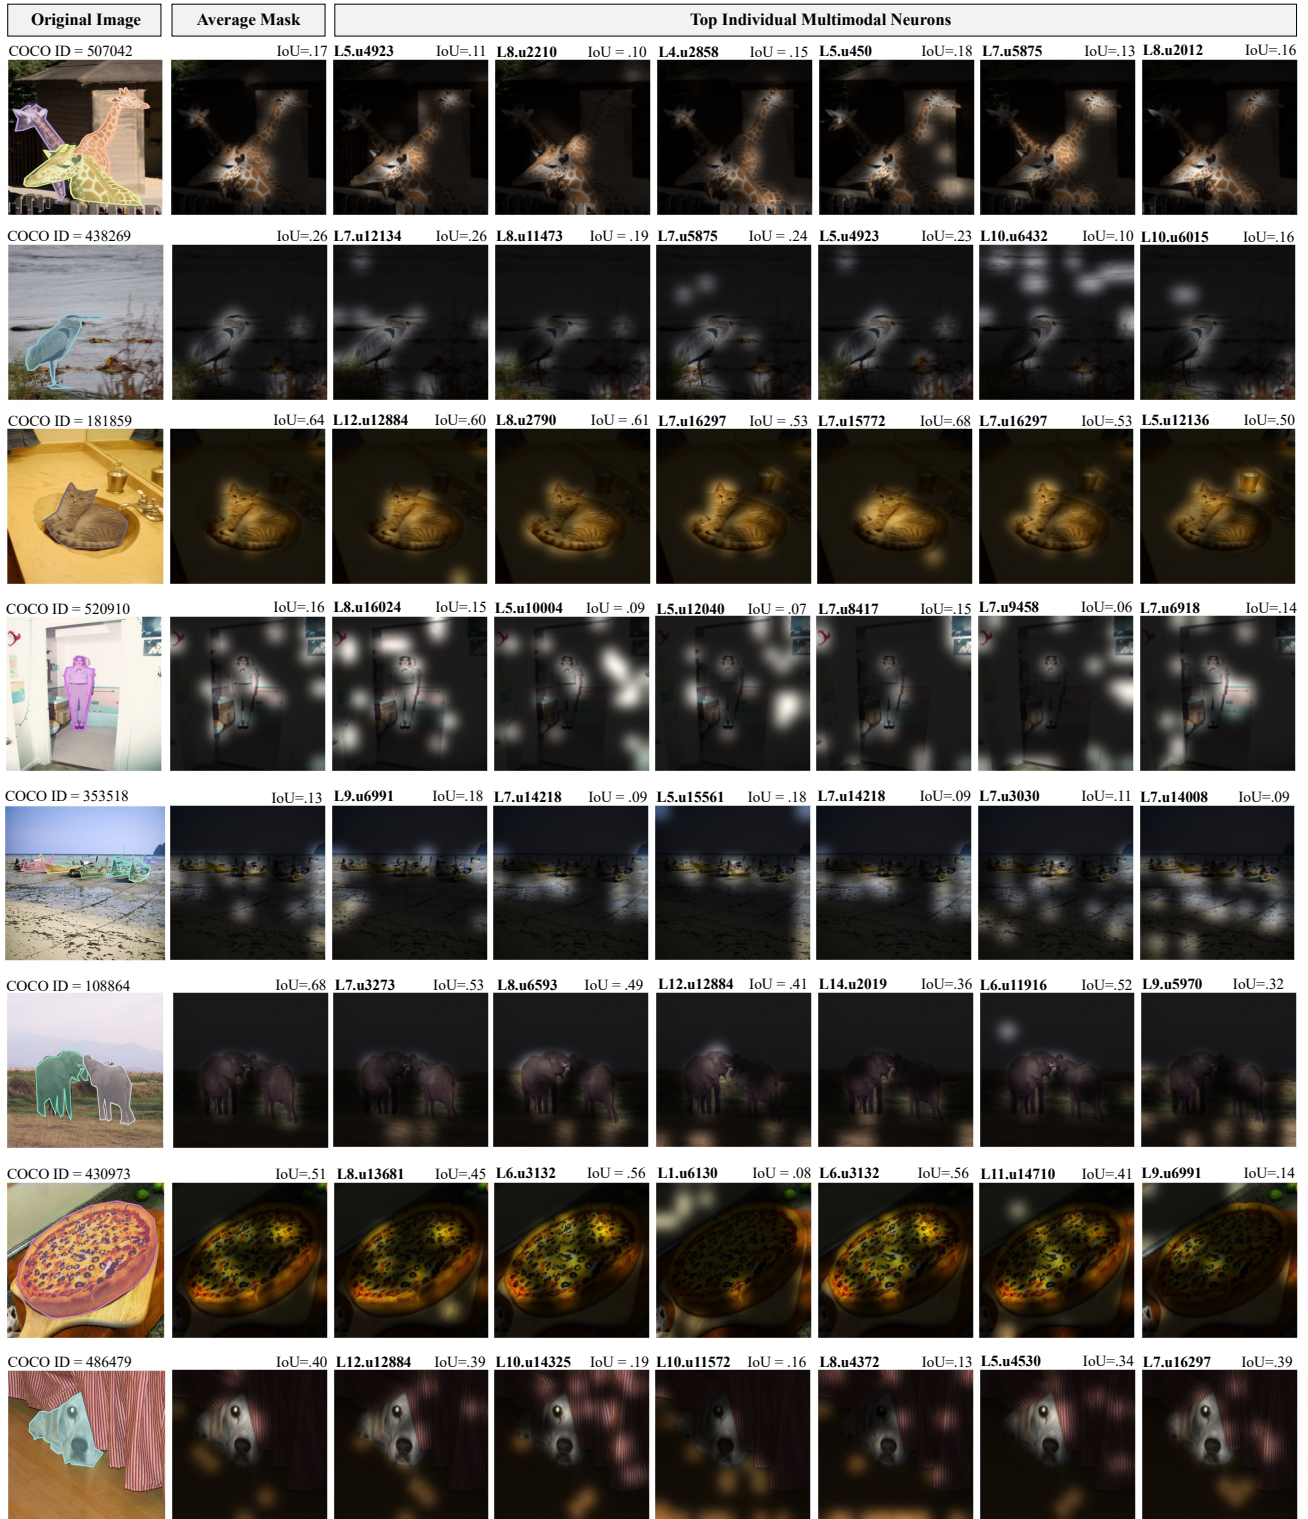 Original Image Average Mask Top Individual Multimodal Neurons
COCO ID = 507042 IoU=.17 L5.u4923 IoU=.11 L8.u2210 IoU = .10 L4.u2858 IoU = .15 L5.u450 IoU=.18 L7.u5875 IoU=.13 L8.u2012 IoU=.16
COCO ID = 438269 IoU=.26 L7.u12134 IoU=.26 L8.u11473 IoU = .19 L7.u5875 IoU = .24 L5.u4923 IoU=.23 L10.u6432 IoU=.10 L10.u6015 IoU=.16
COCO ID = 181859 IoU=.64 L12.u12884 IoU=.60 L8.u2790 IoU = .61 L7.u16297 IoU = .53 L7.u15772 IoU=.68 L7.u16297 IoU=.53 L5.u12136 IoU=.50
COCO ID = 520910 IoU=.16 L8.u16024 IoU=.15 L5.u10004 IoU = .09 L5.u12040 IoU = .07 L7.u8417 IoU=.15 L7.u9458 IoU=.06 L7.u6918 IoU=.14
COCO ID = 353518 IoU=.13 L9.u6991 IoU=.18 L7.u14218 IoU = .09 L5.u15561 IoU = .18 L7.u14218 IoU=.09 L7.u3030 IoU=.11 L7.u14008 IoU=.09
COCO ID = 108864 IoU=.68 L7.u3273 IoU=.53 L8.u6593 IoU = .49 L12.u12884 IoU = .41 L14.u2019 IoU=.36 L6.u11916 IoU=.52 L9.u5970 IoU=.32
COCO ID = 430973 IoU=.51 L8.u13681 IoU=.45 L6.u3132 IoU = .56 L1.u6130 IoU = .08 L6.u3132 IoU=.56 L11.u14710 IoU=.41 L9.u6991 IoU=.14
COCO ID = 486479 IoU=.40 L12.u12884 IoU=.39 L10.u14325 IoU = .19 L10.u11572 IoU = .16 L8.u4372 IoU=.13 L5.u4530 IoU=.34 L7.u16297 IoU=.39